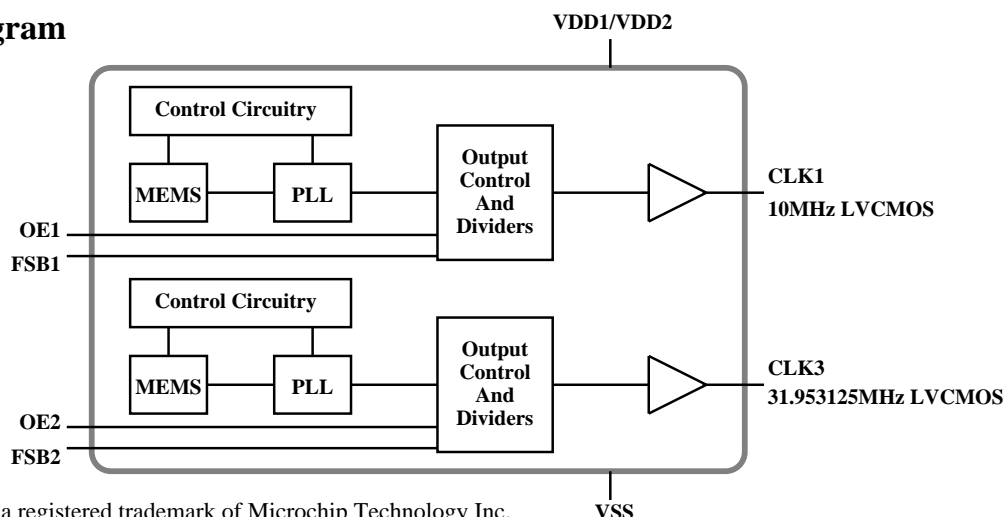 gram
VDD1/VDD2
Control Circuitry
MEMS
PLL
Output
Control
And
Dividers
CLK1
10MHz LVCMOS
OE1
FSB1
Control Circuitry
MEMS
PLL
Output
Control
And
Dividers
CLK3
31.953125MHz LVCMOS
OE2
FSB2
a registered trademark of Microchip Technology Inc.
VSS